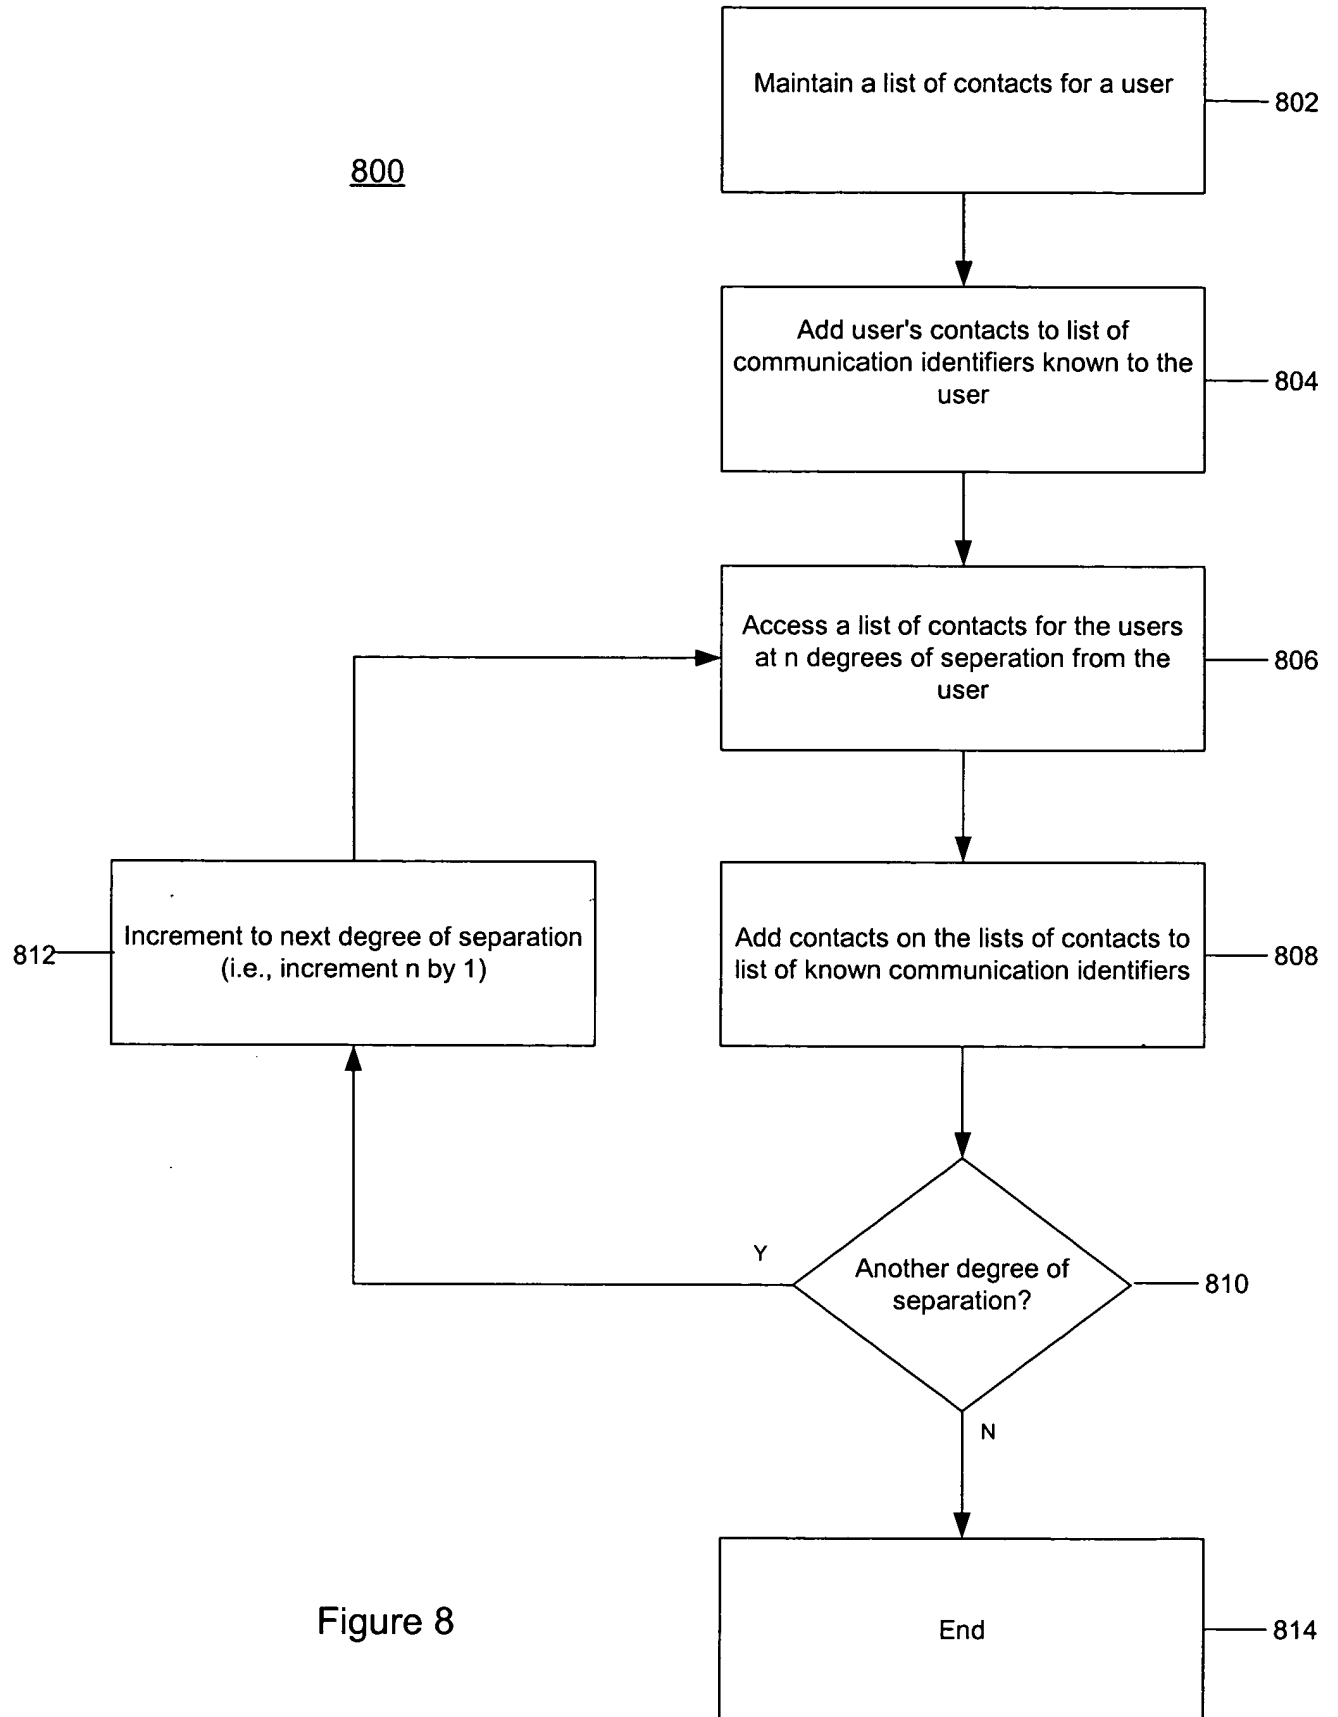 Maintain a list of contacts for a user
802
800
Add user's contacts to list of
communication identifiers known to the
user
804
Access a list of contacts for the users
at n degrees of seperation from the
user
806
Increment to next degree of separation
(i.e., increment n by 1)
812
Add contacts on the lists of contacts to
list of known communication identifiers
808
Y
Another degree of
separation?
810
N
Figure 8
End
814